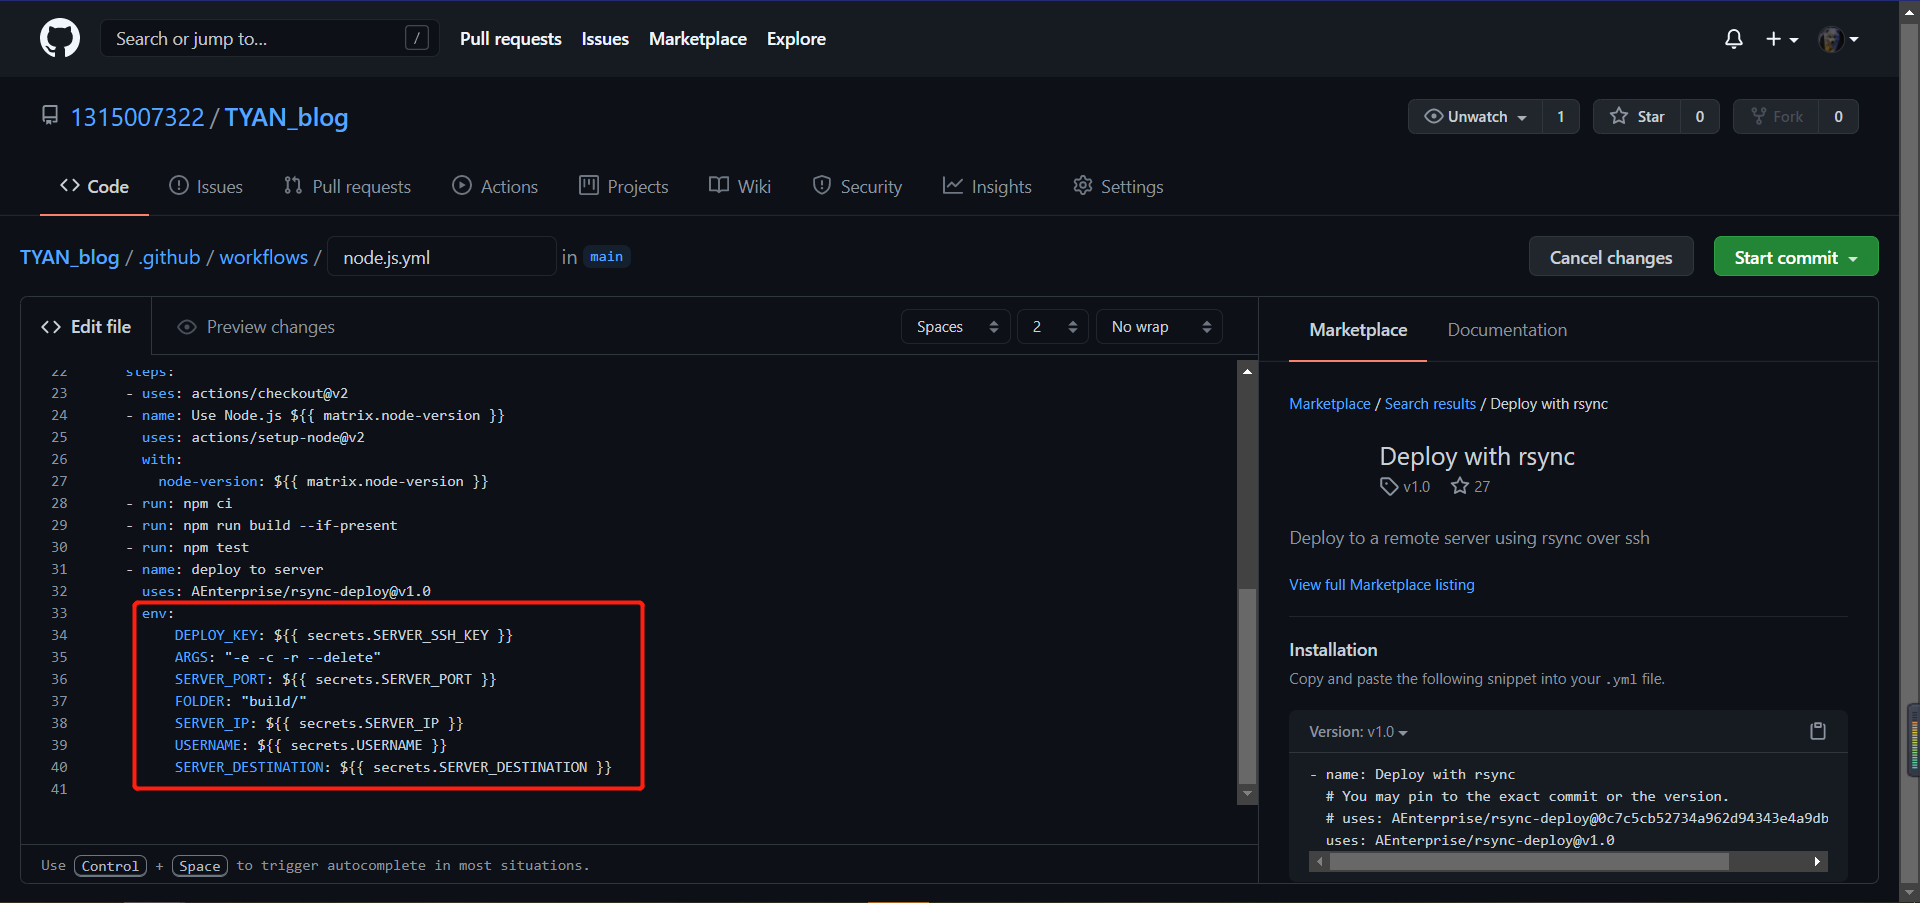 Search or jump to... / Pull requests Issues Marketplace Explore
1315007322 / TYAN_blog Unwatch 1 Star 0 Fork 0
Code Issues Pull requests Actions Projects Wiki Security Insights Settings
TYAN_blog / .github / workflows / node.js.yml in main Cancel changes Start commit
Edit file Preview changes Spaces 2 No wrap
22 steps:
23 - uses: actions/checkout@v2
24 - name: Use Node.js ${{ matrix.node-version }}
25 uses: actions/setup-node@v2
26 with:
27 node-version: ${{ matrix.node-version }}
28 - run: npm ci
29 - run: npm run build --if-present
30 - run: npm test
31 - name: deploy to server
32 uses: AEnterprise/rsync-deploy@v1.0
33 env:
34 DEPLOY_KEY: ${{ secrets.SERVER_SSH_KEY }}
35 ARGS: "-e -c -r --delete"
36 SERVER_PORT: ${{ secrets.SERVER_PORT }}
37 FOLDER: "build/"
38 SERVER_IP: ${{ secrets.SERVER_IP }}
39 USERNAME: ${{ secrets.USERNAME }}
40 SERVER_DESTINATION: ${{ secrets.SERVER_DESTINATION }}
41
Use Control + Space to trigger autocomplete in most situations.
Marketplace Documentation
Marketplace / Search results / Deploy with rsync
Deploy with rsync
v1.0 27
Deploy to a remote server using rsync over ssh
View full Marketplace listing
Installation
Copy and paste the following snippet into your .yml file.
Version: v1.0
- name: Deploy with rsync
# You may pin to the exact commit or the version.
# uses: AEnterprise/rsync-deploy@0c7c5cb52734a962d94343e4a9db
uses: AEnterprise/rsync-deploy@v1.0